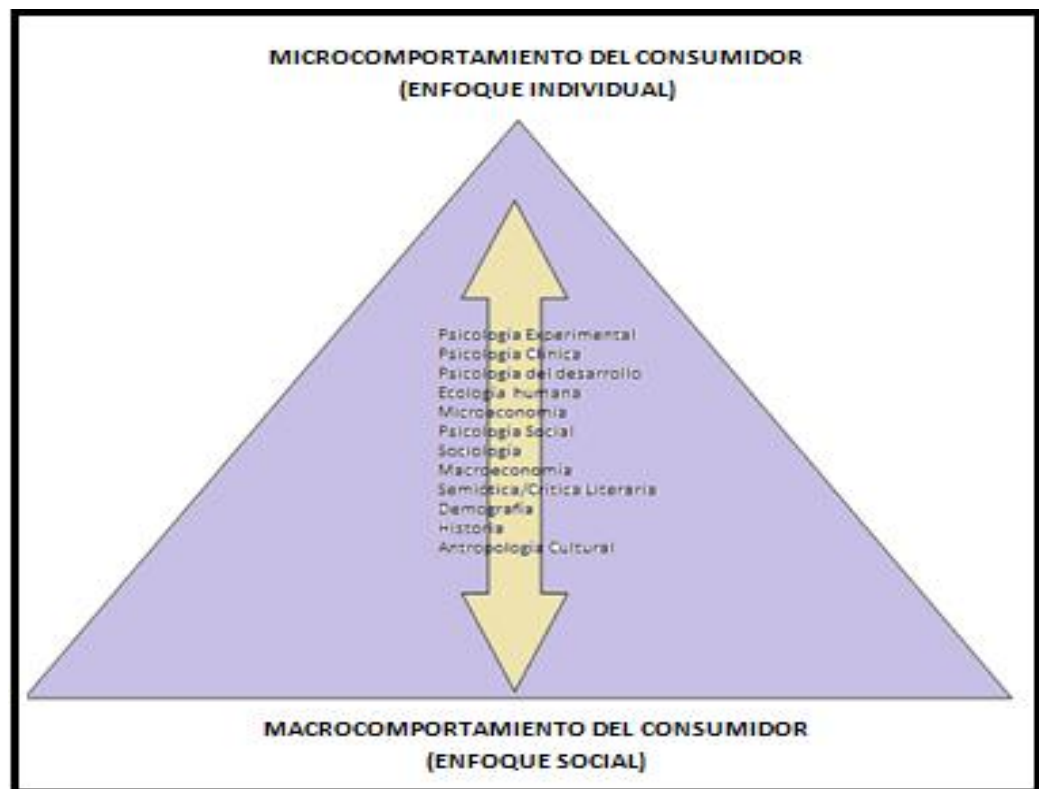 MICROCOMPORTAMIENTO DEL CONSUMIDOR
(ENFOQUE INDIVIDUAL)
Psicología Experimental
Psicología Clínica
Psicología del desarrollo
Ecología humana
Microeconomía
Psicología Social
Sociología
Macroeconomía
Semiótica/Crítica Literaria
Demografía
Historia
Antropología Cultural
MACROCOMPORTAMIENTO DEL CONSUMIDOR
(ENFOQUE SOCIAL)